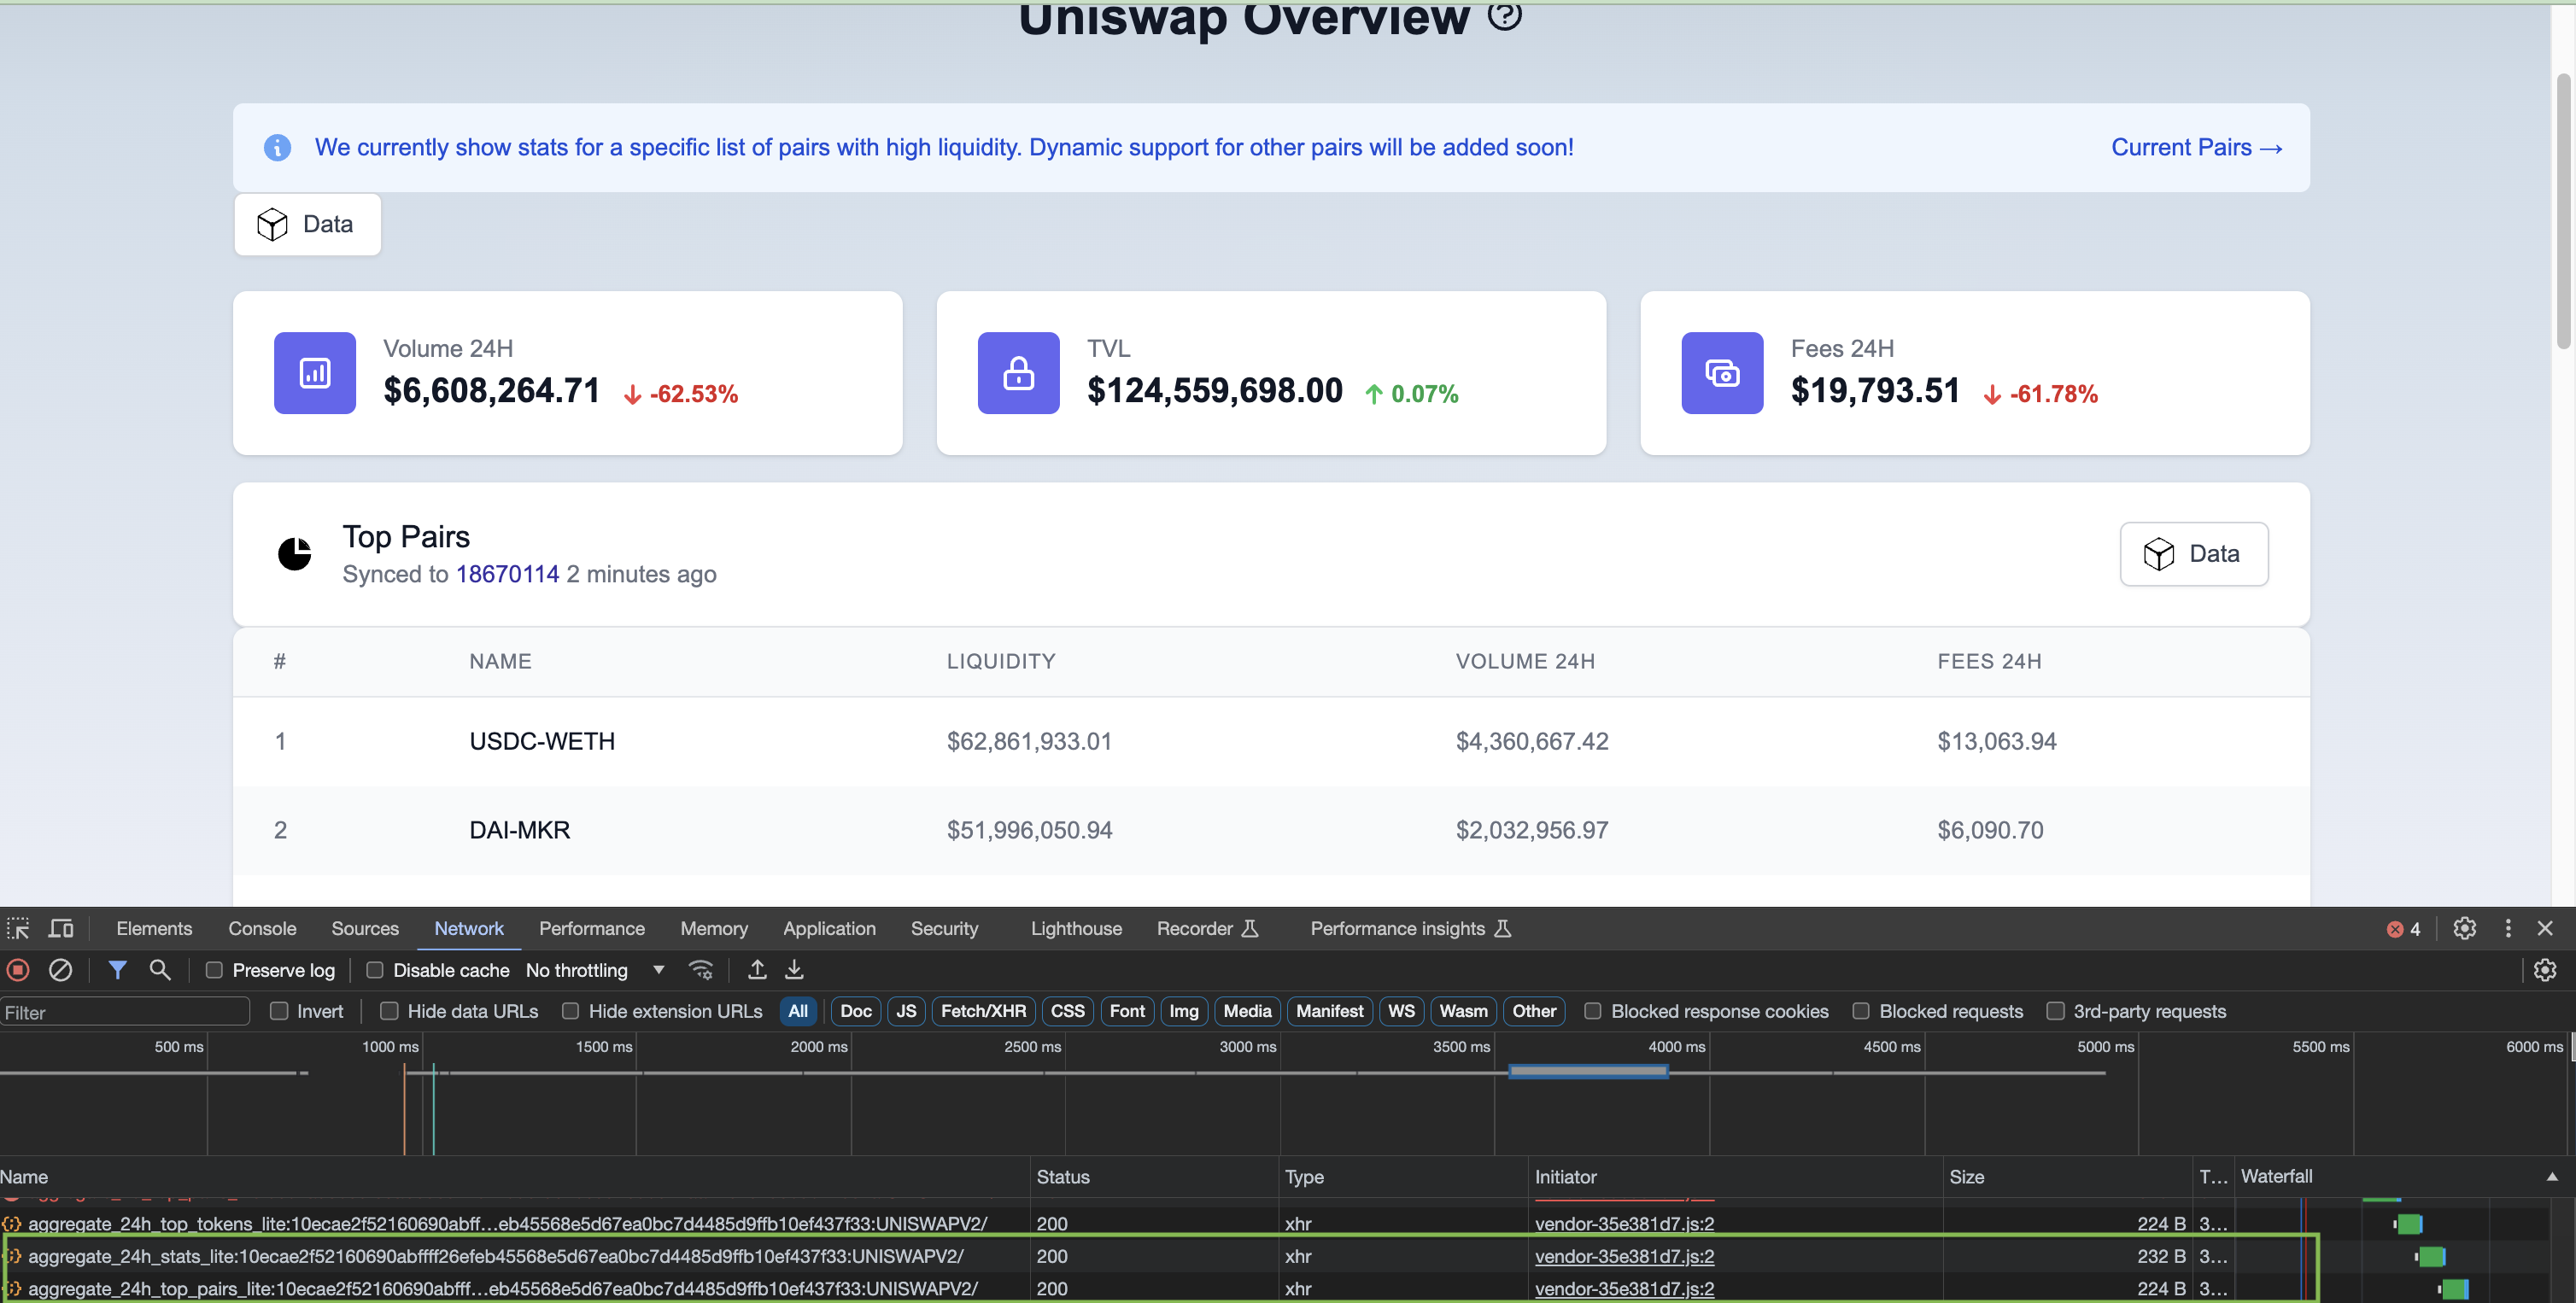 Uniswap Overview
We currently show stats for a specific list of pairs with high liquidity. Dynamic support for other pairs will be added soon! Current Pairs →
Data
Volume 24H
$6,608,264.71 ↓ -62.53%
TVL
$124,559,698.00 ↑ 0.07%
Fees 24H
$19,793.51 ↓ -61.78%
Top Pairs
Synced to 18670114 2 minutes ago
Data
# NAME LIQUIDITY VOLUME 24H FEES 24H
1 USDC-WETH $62,861,933.01 $4,360,667.42 $13,063.94
2 DAI-MKR $51,996,050.94 $2,032,956.97 $6,090.70
Elements Console Sources Network Performance Memory Application Security Lighthouse Recorder Performance insights 4
Preserve log Disable cache No throttling
Filter Invert Hide data URLs Hide extension URLs All Doc JS Fetch/XHR CSS Font Img Media Manifest WS Wasm Other Blocked response cookies Blocked requests 3rd-party requests
500 ms 1000 ms 1500 ms 2000 ms 2500 ms 3000 ms 3500 ms 4000 ms 4500 ms 5000 ms 5500 ms 6000 ms
Name Status Type Initiator Size T... Waterfall
aggregate_24h_top_tokens_lite:10ecae2f52160690abff...eb45568e5d67ea0bc7d4485d9ffb10ef437f33:UNISWAPV2/ 200 xhr vendor-35e381d7.js:2 224 B 3...
aggregate_24h_stats_lite:10ecae2f52160690abffff26efeb45568e5d67ea0bc7d4485d9ffb10ef437f33:UNISWAPV2/ 200 xhr vendor-35e381d7.js:2 232 B 3...
aggregate_24h_top_pairs_lite:10ecae2f52160690abfff...eb45568e5d67ea0bc7d4485d9ffb10ef437f33:UNISWAPV2/ 200 xhr vendor-35e381d7.js:2 224 B 3...